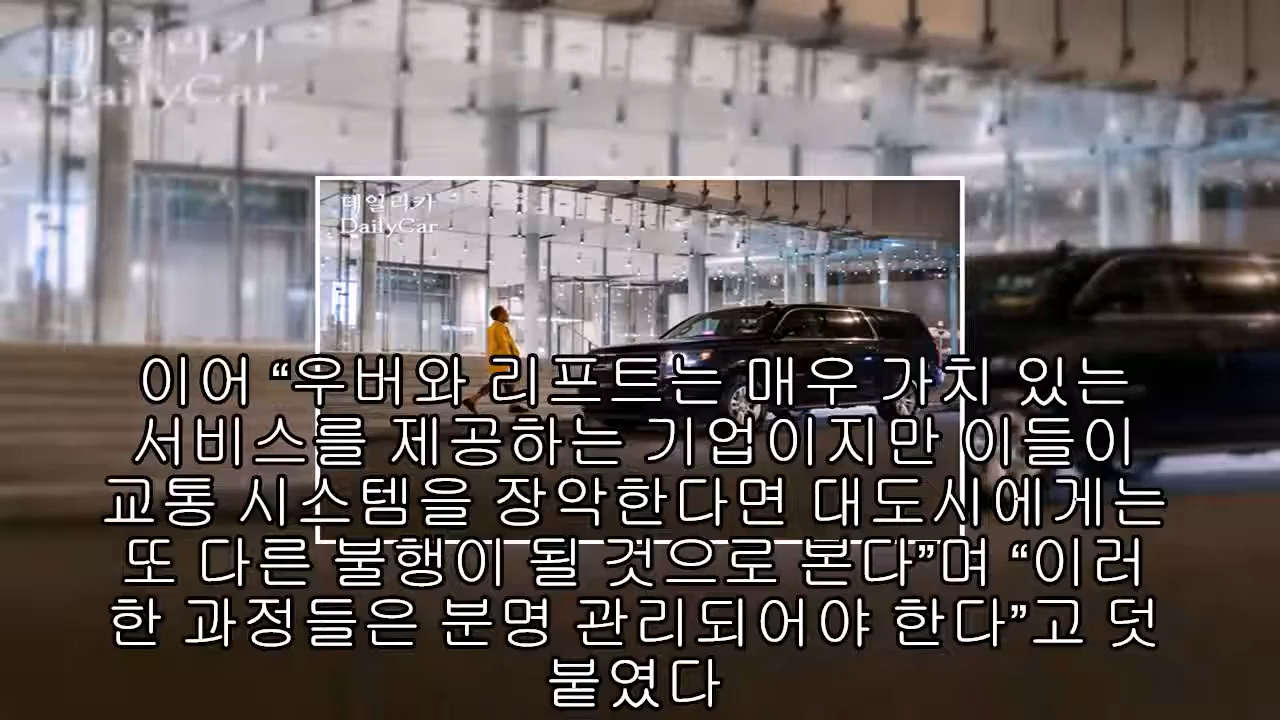 데일리카
DailyCar
데일리카
DailyCar
이어 “우버와 리프트는 매우 가치 있는
서비스를 제공하는 기업이지만 이들이
교통 시스템을 장악한다면 대도시에게는
또 다른 불행이 될 것으로 본다”며 “이러
한 과정들은 분명 관리되어야 한다”고 덧
붙였다